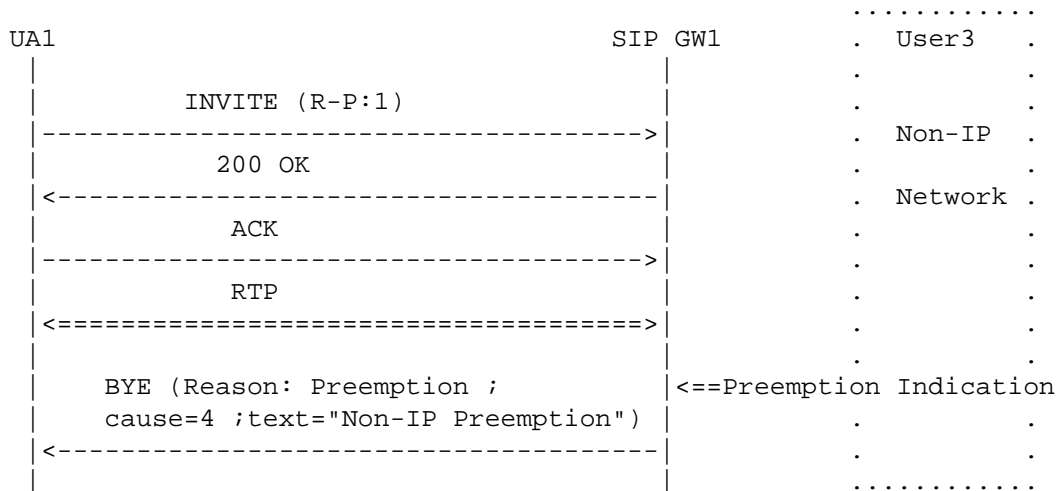 UA1 SIP GW1 User3
INVITE (R-P:1)
Non-IP
200 OK
Network
ACK
RTP
BYE (Reason: Preemption ; <==Preemption Indication
cause=4 ;text="Non-IP Preemption")